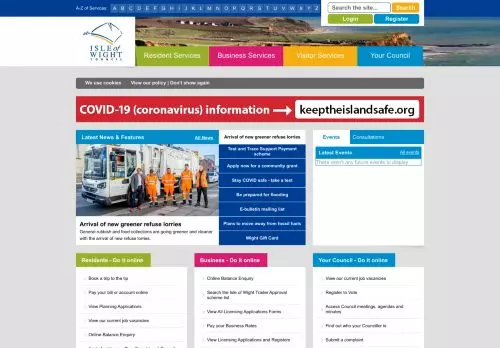 A-Z of Services: A B C D E F G H I J K L M N O P Q R S T U V W X Y Z
Search the site... Search
Login Register
ISLE of
WIGHT
COUNCIL
Resident Services Business Services Visitor Services Your Council
We use cookies View our policy | Don't show again
COVID-19 (coronavirus) information keeptheislandsafe.org
Latest News & Features All News
Arrival of new greener refuse lorries
General rubbish and food collections are going greener and cleaner
with the arrival of new refuse lorries.
Arrival of new greener refuse lorries
Test and Trace Support Payment
scheme
Apply now for a community grant
Stay COVID safe - take a test
Be prepared for flooding
E-bulletin mailing list
Plans to move away from fossil fuels
Wight Gift Card
Events Consultations
Latest Events All events
There aren't any future events to display
Residents - Do it online
Book a trip to the tip
Pay your bill or account online
View Planning Applications
View our current job vacancies
Online Balance Enquiry
Business - Do it online
Online Balance Enquiry
Search the Isle of Wight Trader Approval
scheme list
View All Licensing Applications Forms
Pay your Business Rates
View Licensing Applications and Registers
Your Council - Do it online
View our current job vacancies
Register to Vote
Access Council meetings, agendas and
minutes
Find out who your Councillor is
Submit a complaint